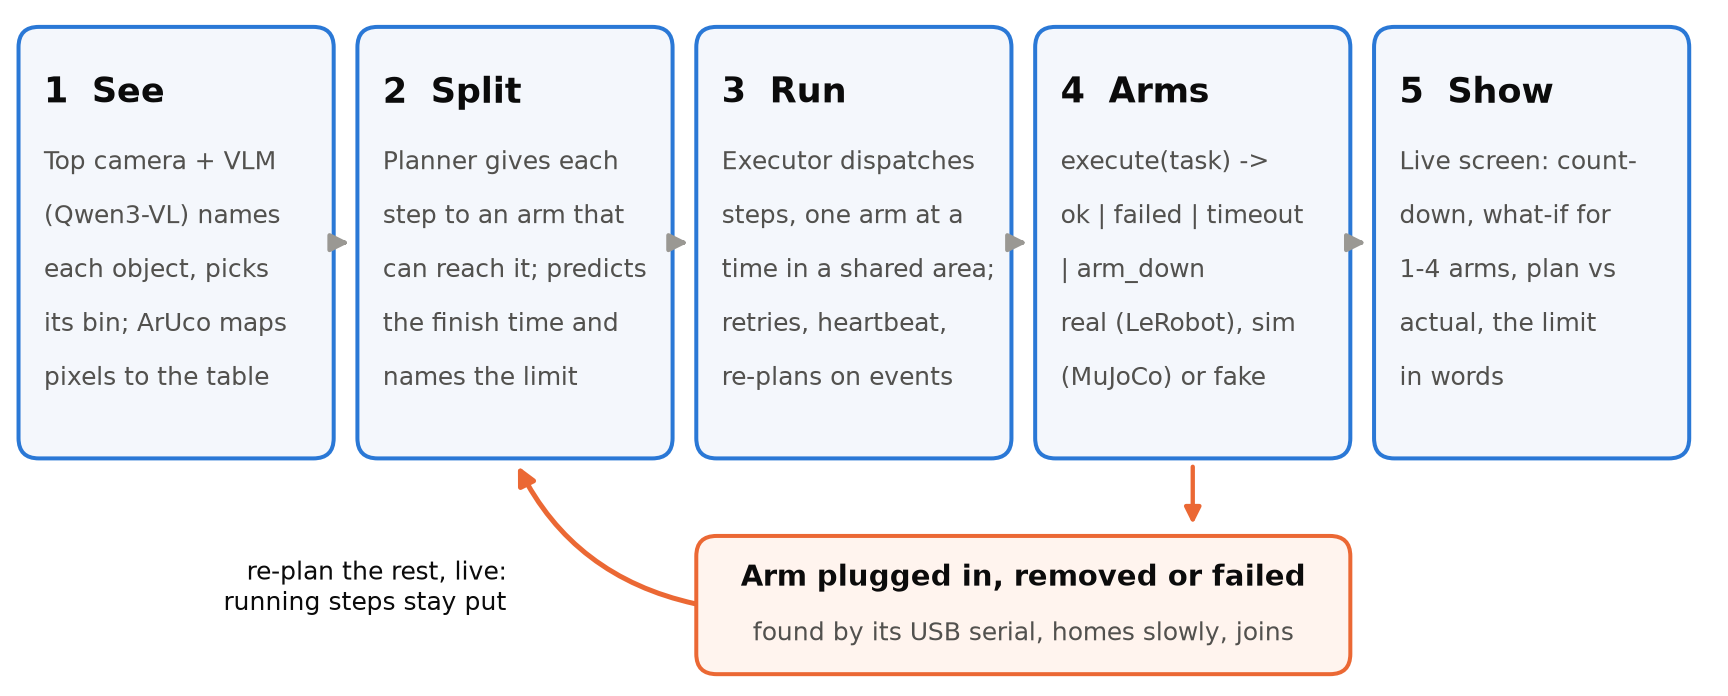 1  See
Top camera + VLM
(Qwen3-VL) names
each object, picks
its bin; ArUco maps
pixels to the table
2  Split
Planner gives each
step to an arm that
can reach it; predicts
the finish time and
names the limit
3  Run
Executor dispatches
steps, one arm at a
time in a shared area;
retries, heartbeat,
re-plans on events
4  Arms
execute(task) ->
ok | failed | timeout
| arm_down
real (LeRobot), sim
(MuJoCo) or fake
5  Show
Live screen: count-
down, what-if for
1-4 arms, plan vs
actual, the limit
in words
re-plan the rest, live:
running steps stay put
Arm plugged in, removed or failed
found by its USB serial, homes slowly, joins